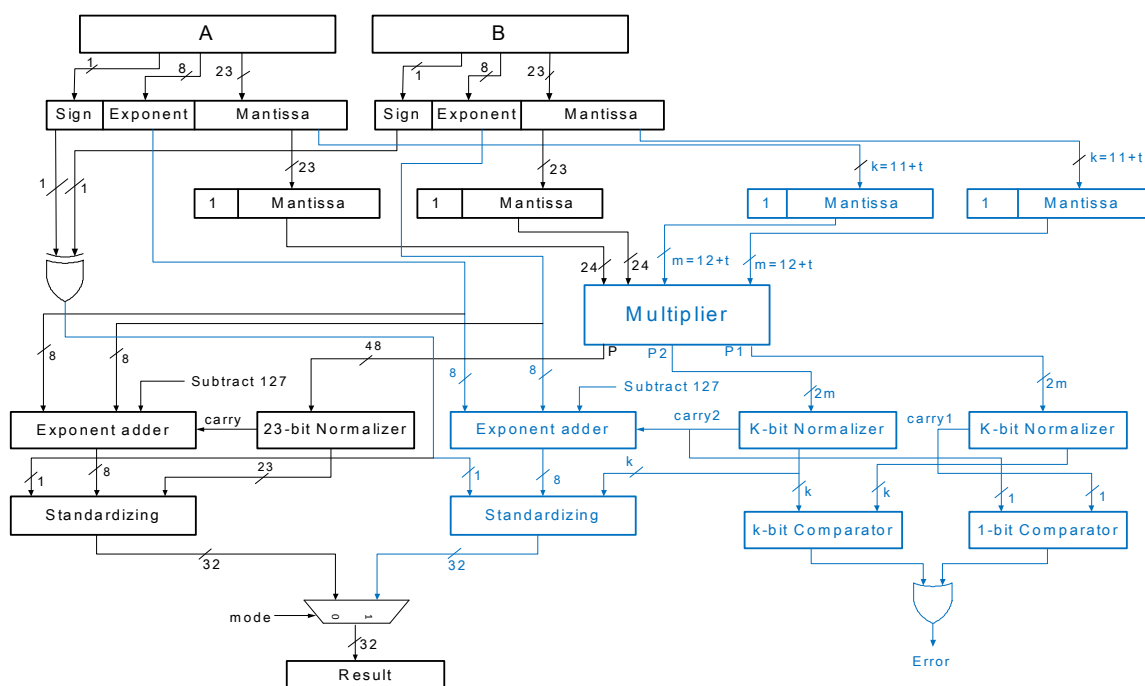 A
B
1
8
23
1
8
23
Sign
Exponent
Mantissa
Sign
Exponent
Mantissa
1
1
23
23
k=11+t
k=11+t
1
Mantissa
1
Mantissa
1
Mantissa
1
Mantissa
24
24
m=12+t
m=12+t
Multiplier
P
P2
P1
48
8
8
8
8
2m
2m
Subtract 127
Subtract 127
Exponent adder
carry
23-bit Normalizer
Exponent adder
carry2
K-bit Normalizer
carry1
K-bit Normalizer
1
8
23
1
8
k
k
k
1
1
Standardizing
Standardizing
k-bit Comparator
1-bit Comparator
32
32
mode
0
1
32
Error
Result